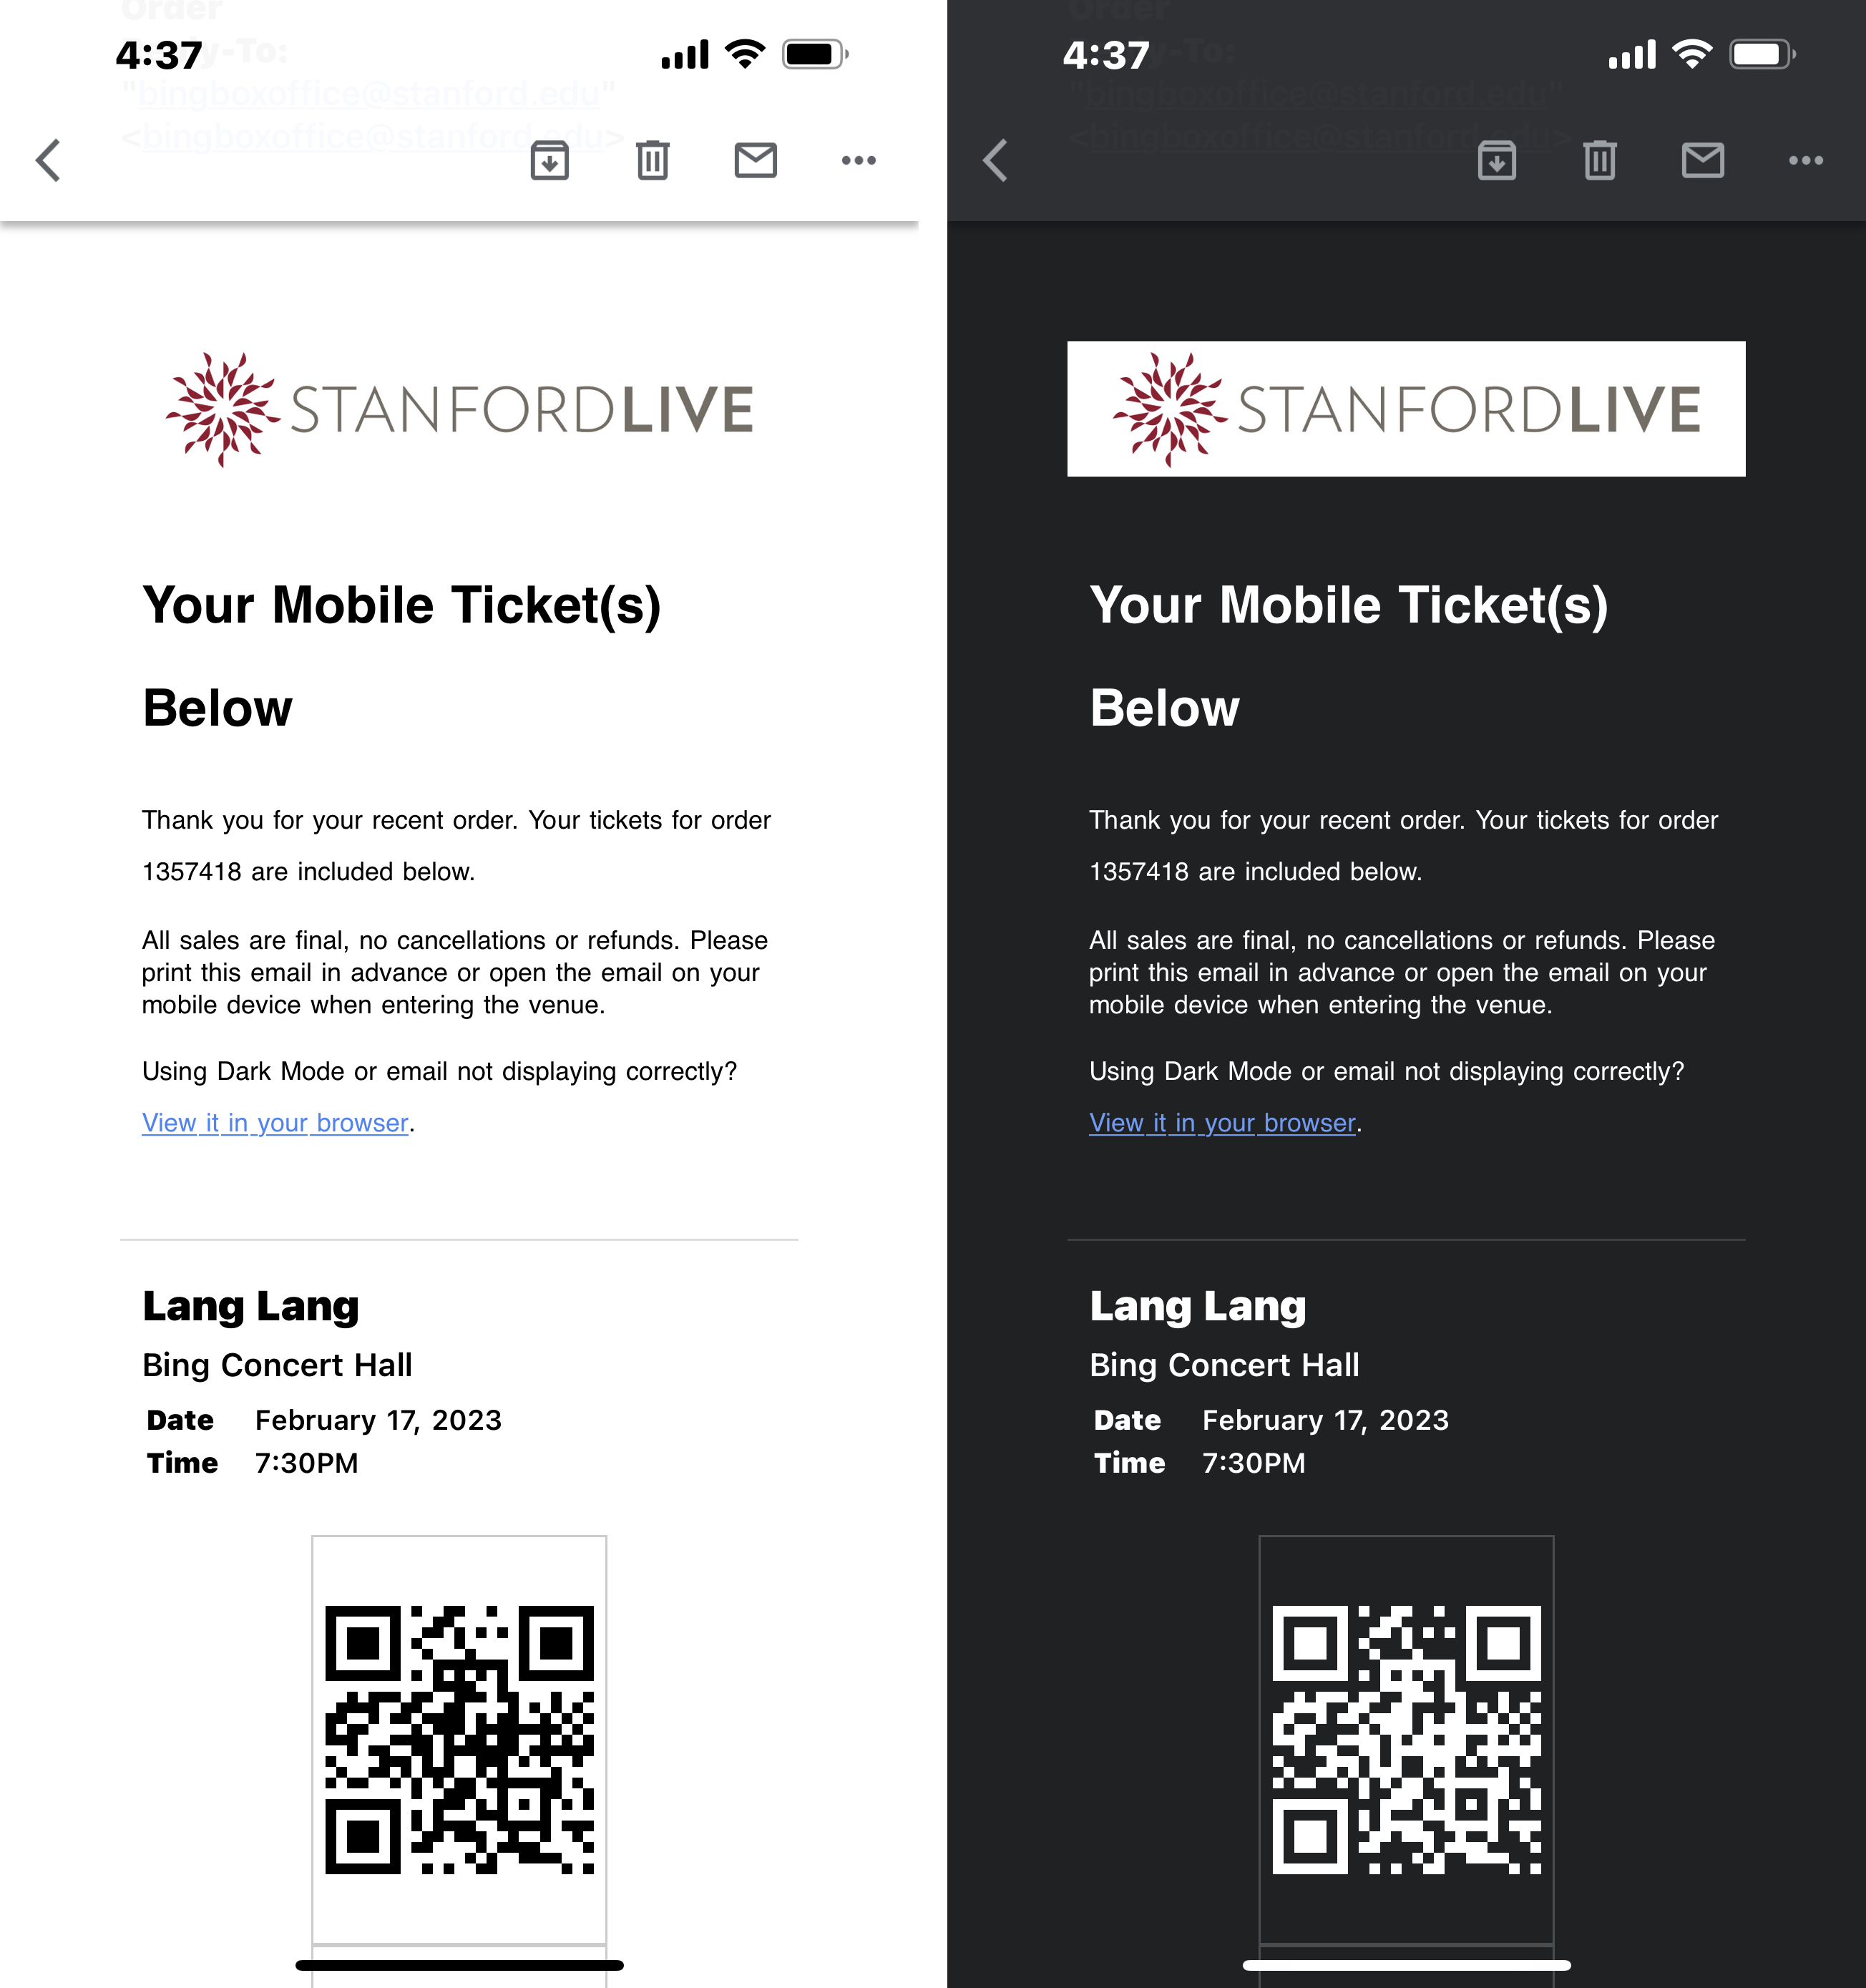 Order
4:37
y-To:
"bingboxoffice@stanford.edu"
<bingboxoffice@stanford.edu>
STANFORDLIVE
Your Mobile Ticket(s)
Below
Thank you for your recent order. Your tickets for order
1357418 are included below.
All sales are final, no cancellations or refunds. Please
print this email in advance or open the email on your
mobile device when entering the venue.
Using Dark Mode or email not displaying correctly?
View it in your browser.
Lang Lang
Bing Concert Hall
Date February 17, 2023
Time 7:30PM
Order
4:37
y-To:
"bingboxoffice@stanford.edu"
<bingboxoffice@stanford.edu>
STANFORDLIVE
Your Mobile Ticket(s)
Below
Thank you for your recent order. Your tickets for order
1357418 are included below.
All sales are final, no cancellations or refunds. Please
print this email in advance or open the email on your
mobile device when entering the venue.
Using Dark Mode or email not displaying correctly?
View it in your browser.
Lang Lang
Bing Concert Hall
Date February 17, 2023
Time 7:30PM